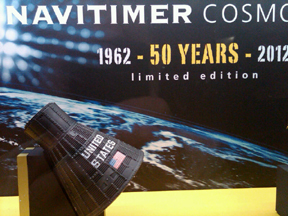 NAVITIMER COSMO
1962 - 50 YEARS - 2012
limited edition
UNITED
STATES